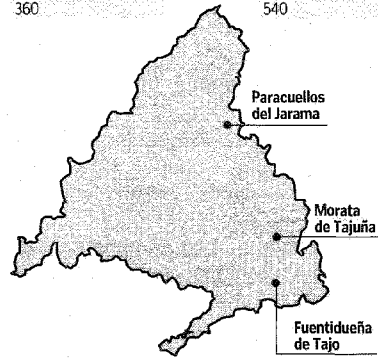 360
540
Paracuellos
del Jarama
Morata
de Tajuña
Fuentidueña
de Tajo